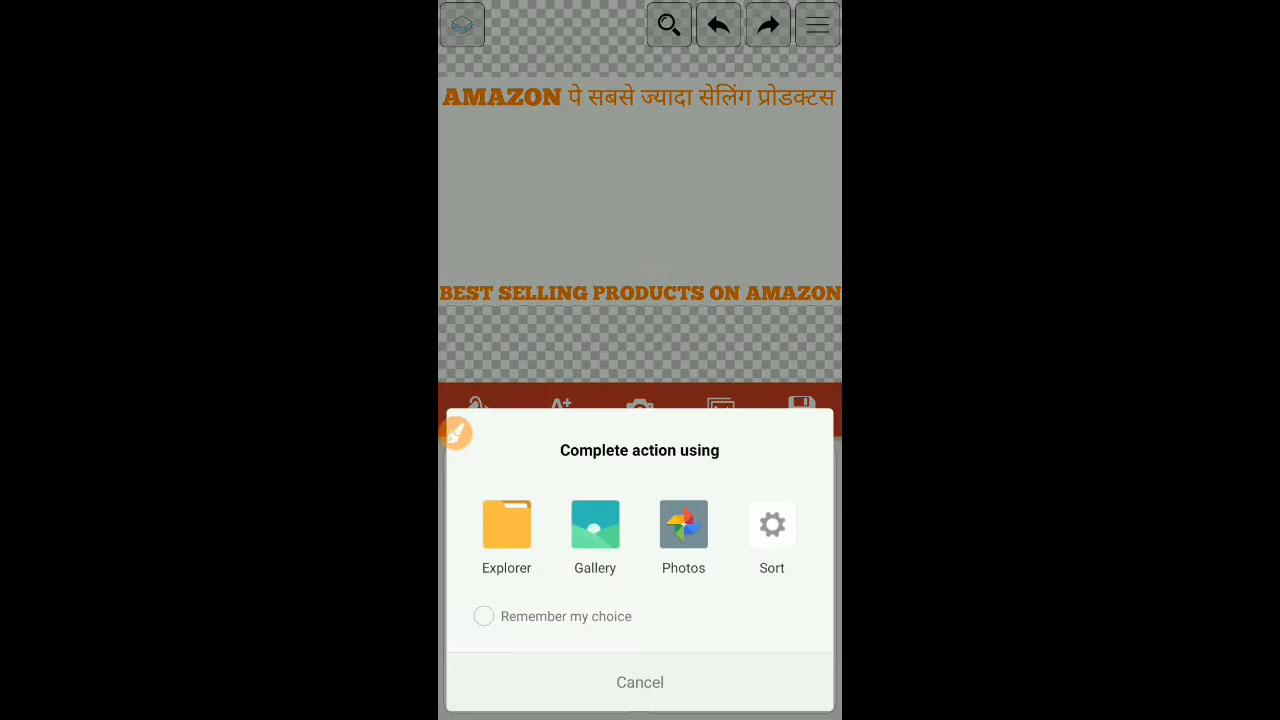 AMAZON पे सबसे ज्यादा सेलिंग प्रोडक्टस
BEST SELLING PRODUCTS ON AMAZON
A+
Complete action using
Explorer Gallery Photos Sort
Remember my choice
Cancel